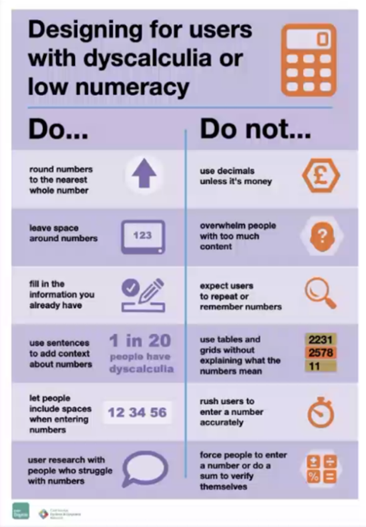 Designing for users
with dyscalculia or
low numeracy
0
Do...
round numbers
to the nearest
whole number
leave space
around numbers
123
fill in the
information you
already have
use sentences
to add context
about numbers
1 in 20
people have
dyscalculia
let people
include spaces
when entering
numbers
12 34 56
user research with
people who struggle
with numbers
Do not...
use decimals
unless it's money
£
overwhelm people
with too much
content
?
expect users
to repeat or
remember numbers
use tables and
grids without
explaining what the
numbers mean
2231
2578
11
rush users to
enter a number
accurately
force people to enter
a number or do a
sum to verify
themselves
+ − × ÷ % =